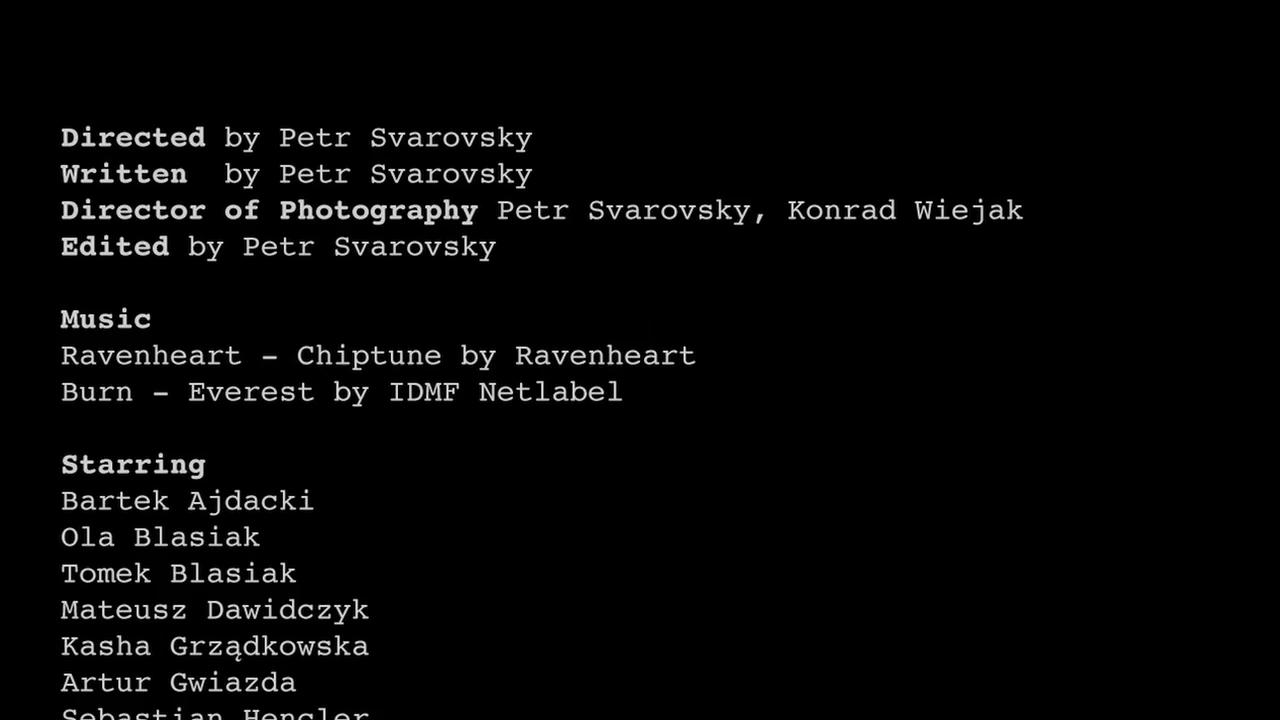 Directed by Petr Svarovsky
Written  by Petr Svarovsky
Director of Photography Petr Svarovsky, Konrad Wiejak
Edited by Petr Svarovsky
Music
Ravenheart – Chiptune by Ravenheart
Burn – Everest by IDMF Netlabel
Starring
Bartek Ajdacki
Ola Blasiak
Tomek Blasiak
Mateusz Dawidczyk
Kasha Grządkowska
Artur Gwiazda
Sebastian Hencler